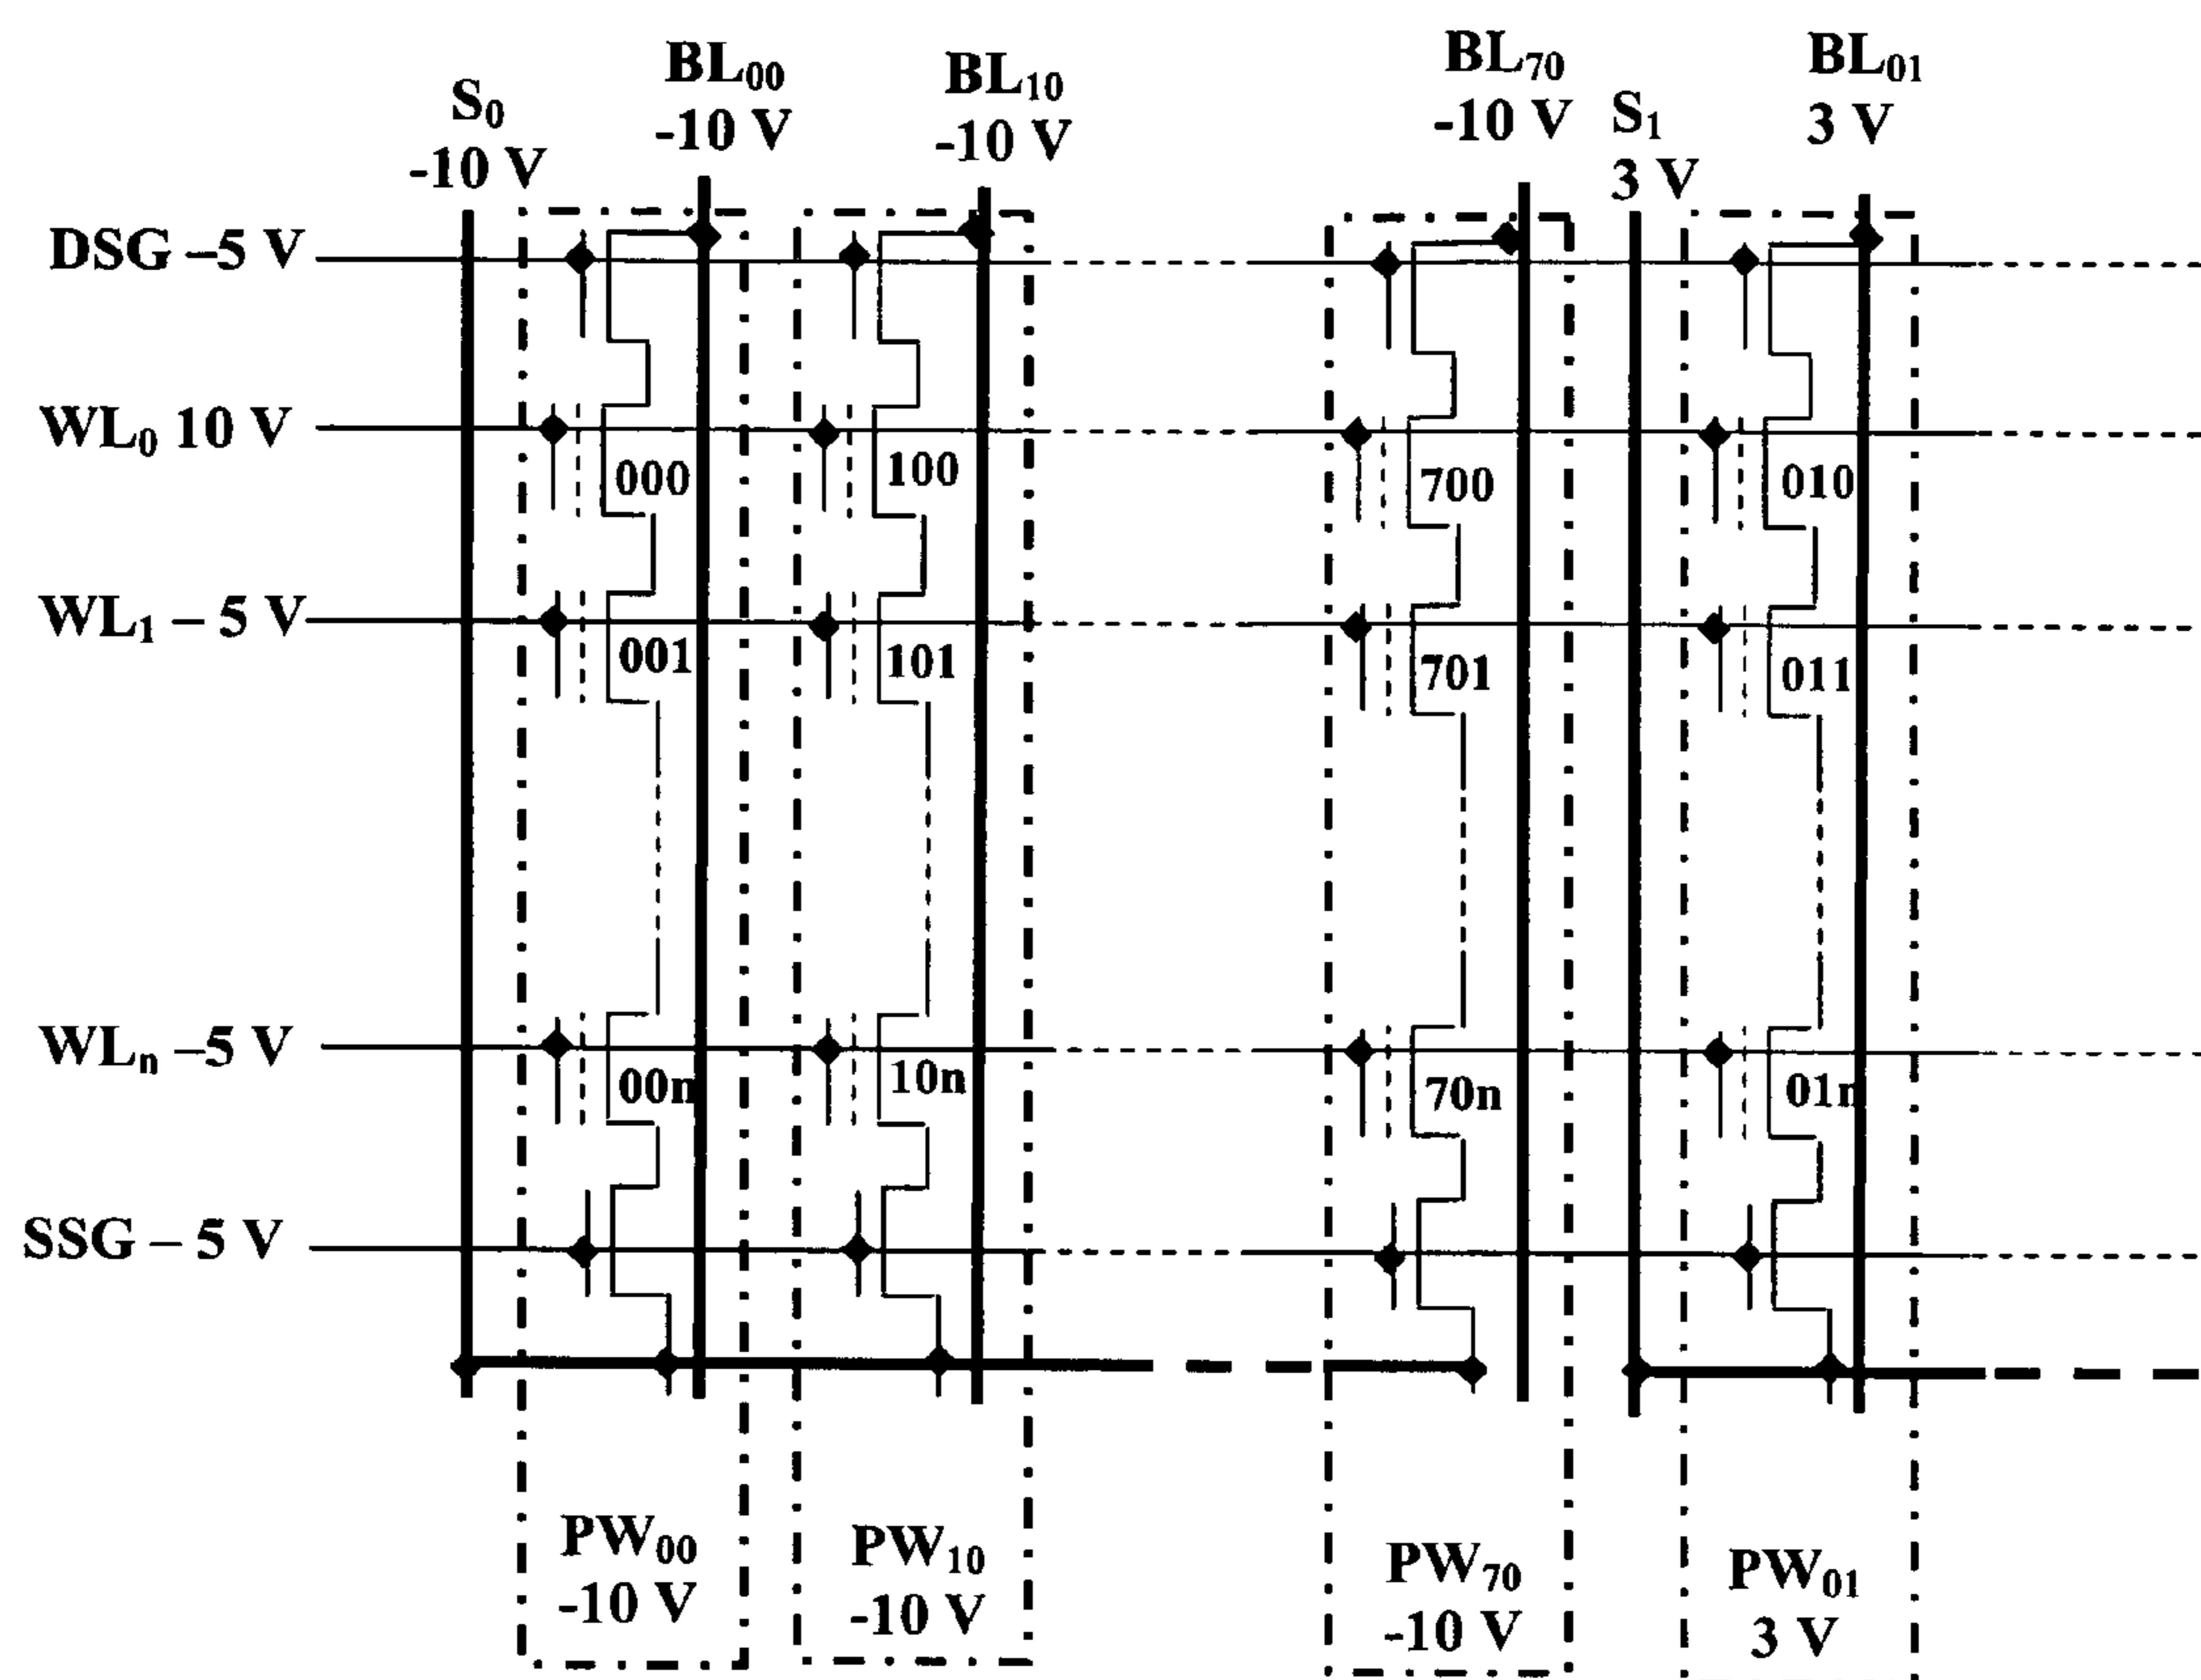 S₀
-10 V
BL₀₀
-10 V
BL₁₀
-10 V
BL₇₀
-10 V
S₁
3 V
BL₀₁
3 V
DSG –5 V
WL₀ 10 V
000
100
700
010
WL₁ – 5 V
001
101
701
011
WLₙ –5 V
00n
10n
70n
01n
SSG – 5 V
PW₀₀
-10 V
PW₁₀
-10 V
PW₇₀
-10 V
PW₀₁
3 V